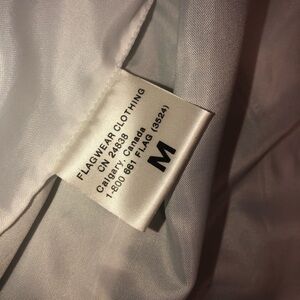 FLAGWEAR CLOTHING
CN 24838
Calgary, Canada
1-800 661 FLAG (3524)
M